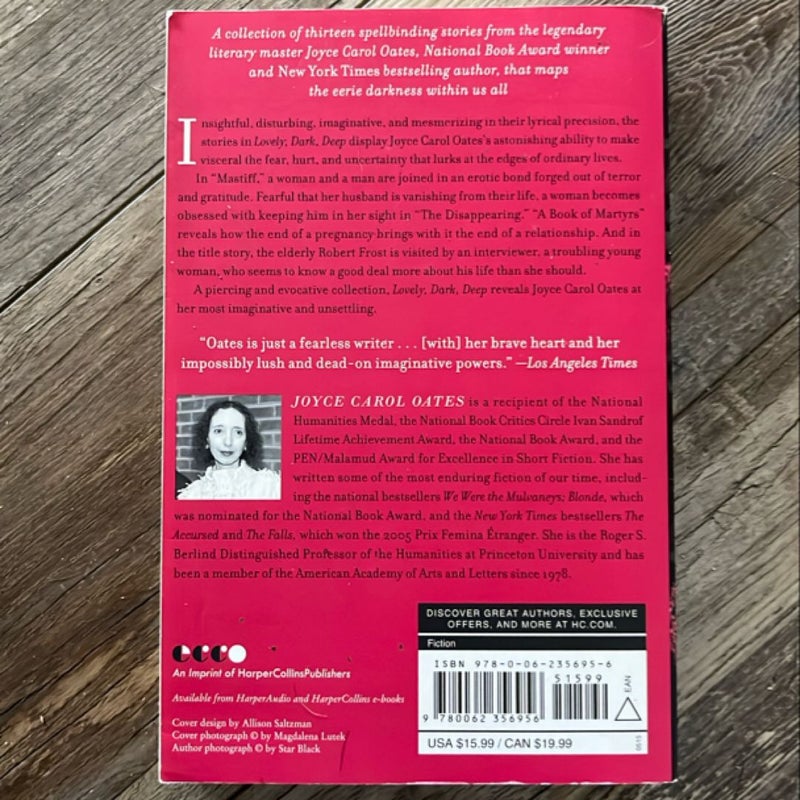 A collection of thirteen spellbinding stories from the legendary
literary master Joyce Carol Oates, National Book Award winner
and New York Times bestselling author, that maps
the eerie darkness within us all
Insightful, disturbing, imaginative, and mesmerizing in their lyrical precision, the
stories in Lovely, Dark, Deep display Joyce Carol Oates's astonishing ability to make
visceral the fear, hurt, and uncertainty that lurks at the edges of ordinary lives.
In "Mastiff," a woman and a man are joined in an erotic bond forged out of terror
and gratitude. Fearful that her husband is vanishing from their life, a woman becomes
obsessed with keeping him in her sight in "The Disappearing." "A Book of Martyrs"
reveals how the end of a pregnancy brings with it the end of a relationship. And in
the title story, the elderly Robert Frost is visited by an interviewer, a troubling young
woman, who seems to know a good deal more about his life than she should.
A piercing and evocative collection, Lovely, Dark, Deep reveals Joyce Carol Oates at
her most imaginative and unsettling.
"Oates is just a fearless writer . . . [with] her brave heart and her
impossibly lush and dead-on imaginative powers." —Los Angeles Times
JOYCE CAROL OATES is a recipient of the National
Humanities Medal, the National Book Critics Circle Ivan Sandrof
Lifetime Achievement Award, the National Book Award, and the
PEN/Malamud Award for Excellence in Short Fiction. She has
written some of the most enduring fiction of our time, includ-
ing the national bestsellers We Were the Mulvaneys; Blonde, which
was nominated for the National Book Award, and the New York Times bestsellers The
Accursed and The Falls, which won the 2005 Prix Femina Étranger. She is the Roger S.
Berlind Distinguished Professor of the Humanities at Princeton University and has
been a member of the American Academy of Arts and Letters since 1978.
ecco
An Imprint of HarperCollinsPublishers
Available from HarperAudio and HarperCollins e-books
Cover design by Allison Saltzman
Cover photograph © by Magdalena Lutek
Author photograph © by Star Black
DISCOVER GREAT AUTHORS, EXCLUSIVE
OFFERS, AND MORE AT HC.COM.
Fiction
ISBN 978-0-06-235695-6
51599
9 780062 356956
EAN
USA $15.99 / CAN $19.99
0515